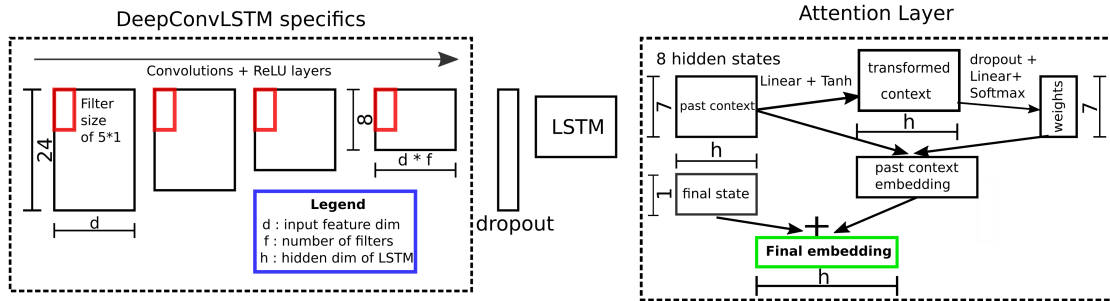 DeepConvLSTM specifics
Convolutions + ReLU layers
Filter
size
of 5*1
24
d
8
d * f
Legend
d : input feature dim
f : number of filters
h : hidden dim of LSTM
dropout
LSTM
Attention Layer
8 hidden states
7
past context
h
Linear + Tanh
transformed
context
h
dropout +
Linear+
Softmax
weights
7
past context
embedding
1
final state
+
Final embedding
h